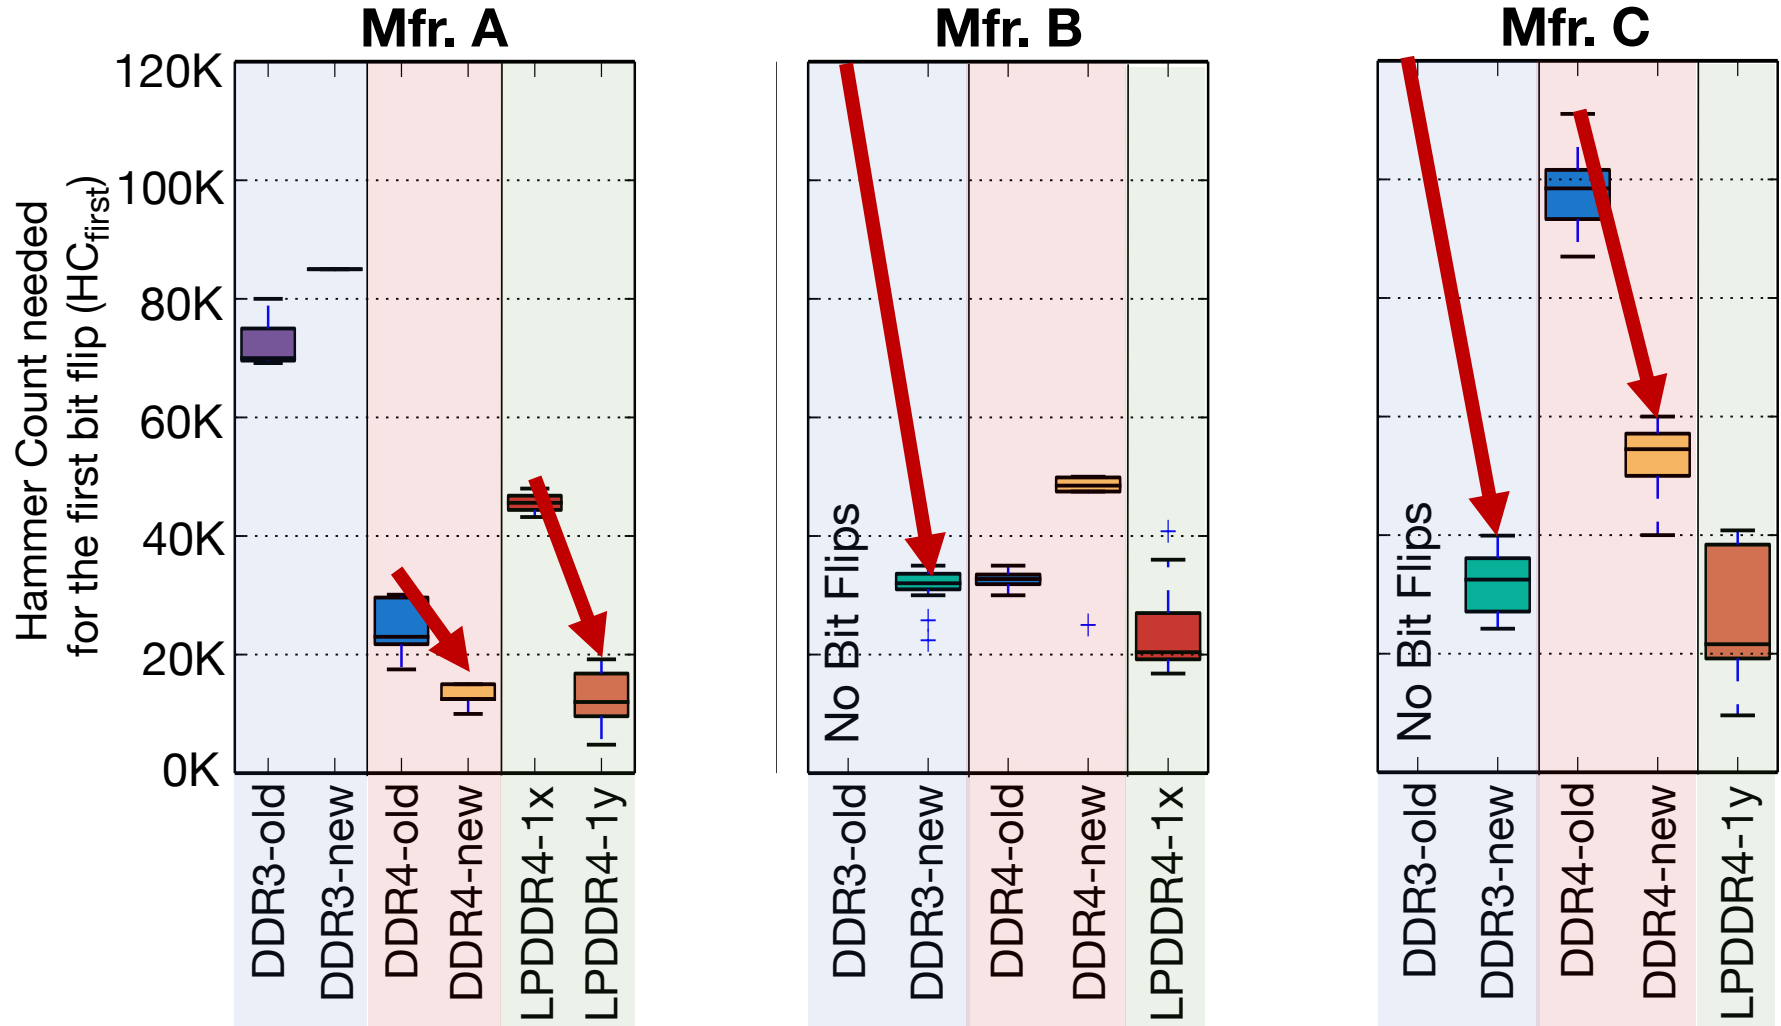 Mfr. A
Mfr. B
Mfr. C
Hammer Count needed
for the first bit flip (HCfirst)
120K
100K
80K
60K
40K
20K
0K
No Bit Flips
No Bit Flips
DDR3-old
DDR3-new
DDR4-old
DDR4-new
LPDDR4-1x
LPDDR4-1y
DDR3-old
DDR3-new
DDR4-old
DDR4-new
LPDDR4-1x
DDR3-old
DDR3-new
DDR4-old
DDR4-new
LPDDR4-1y